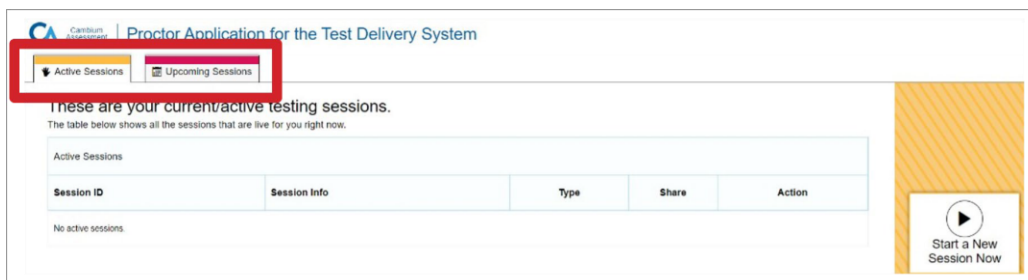 CA Cambium Assessment Proctor Application for the Test Delivery System
Active Sessions Upcoming Sessions
These are your current/active testing sessions.
The table below shows all the sessions that are live for you right now.
Active Sessions
Session ID Session Info Type Share Action
No active sessions.
Start a New
Session Now